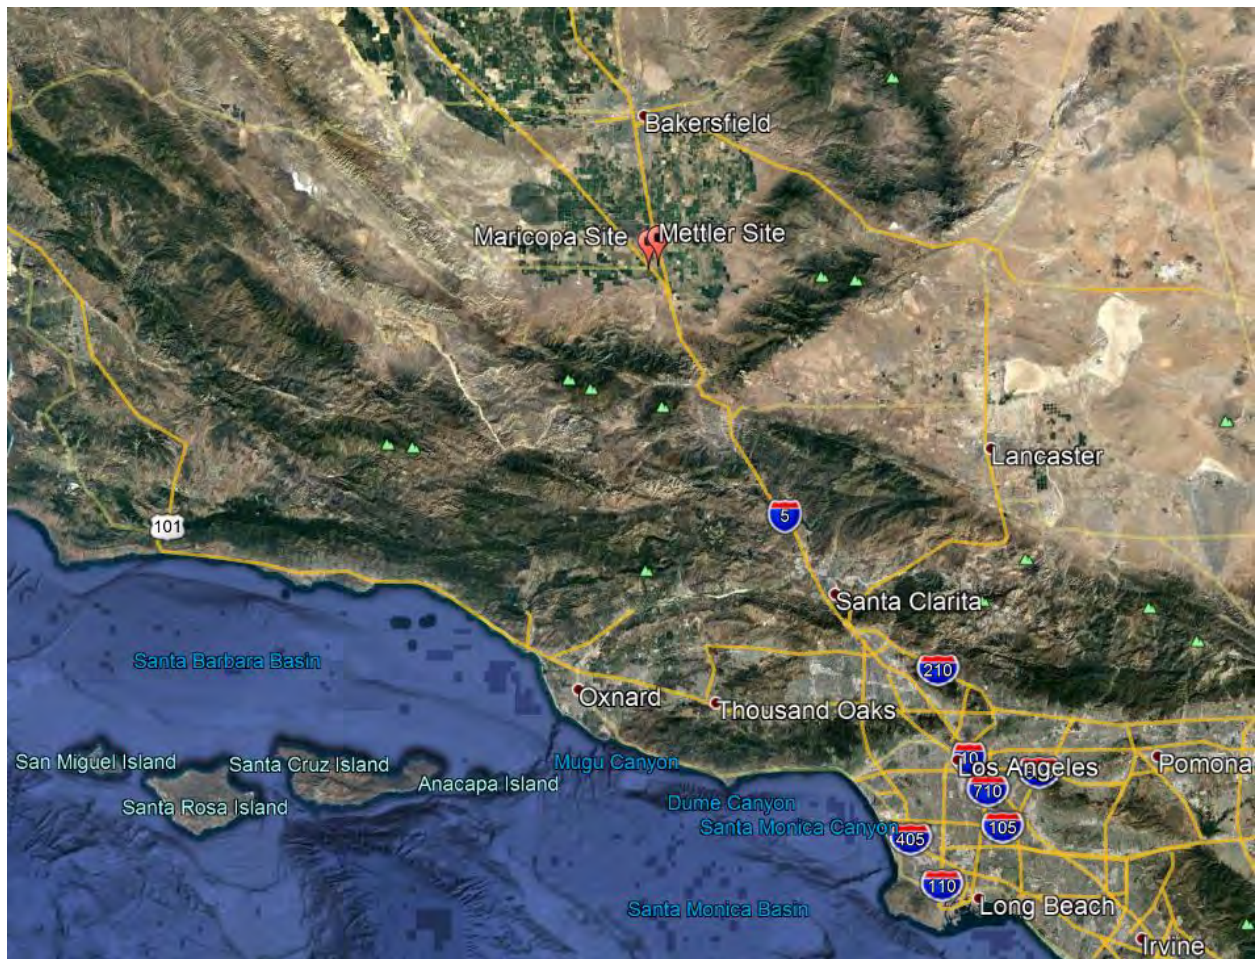 Bakersfield
Maricopa Site
Mettler Site
Lancaster
101
5
Santa Clarita
Santa Barbara Basin
210
Oxnard
Thousand Oaks
San Miguel Island
Santa Cruz Island
Anacapa Island
Mugu Canyon
Los Angeles
Pomona
Santa Rosa Island
Dume Canyon
710
Santa Monica Canyon
405
105
110
Santa Monica Basin
Long Beach
Irvine